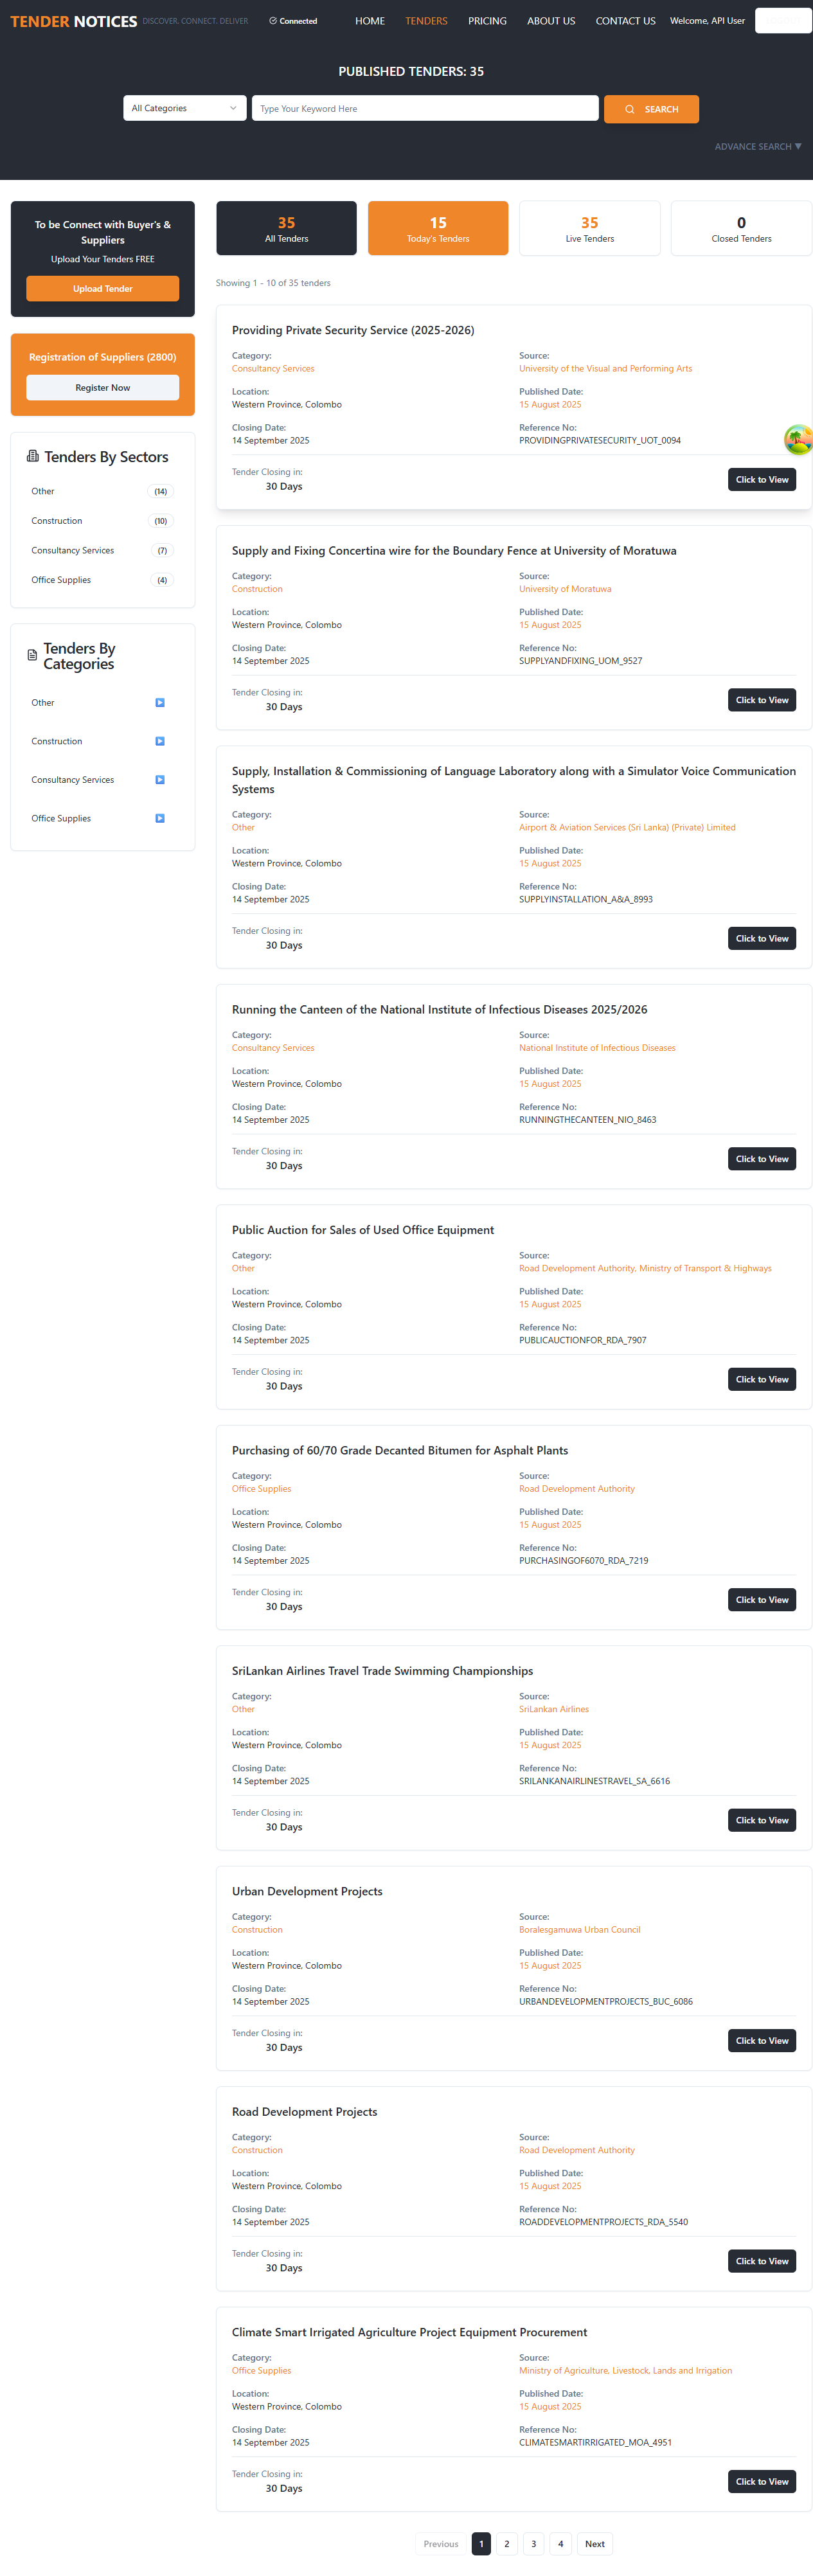 TENDER NOTICES DISCOVER. CONNECT. DELIVER Connected HOME TENDERS PRICING ABOUT US CONTACT US Welcome, API User
PUBLISHED TENDERS: 35
All Categories Type Your Keyword Here SEARCH
ADVANCE SEARCH ▼
To be Connect with Buyer's &
Suppliers
Upload Your Tenders FREE
Upload Tender
Registration of Suppliers (2800)
Register Now
Tenders By Sectors
Other (14)
Construction (10)
Consultancy Services (7)
Office Supplies (4)
Tenders By
Categories
Other
Construction
Consultancy Services
Office Supplies
35
All Tenders
15
Today's Tenders
35
Live Tenders
0
Closed Tenders
Showing 1 - 10 of 35 tenders
Providing Private Security Service (2025-2026)
Category: Source:
Consultancy Services University of the Visual and Performing Arts
Location: Published Date:
Western Province, Colombo 15 August 2025
Closing Date: Reference No:
14 September 2025 PROVIDINGPRIVATESECURITY_UOT_0094
Tender Closing in:
30 Days Click to View
Supply and Fixing Concertina wire for the Boundary Fence at University of Moratuwa
Category: Source:
Construction University of Moratuwa
Location: Published Date:
Western Province, Colombo 15 August 2025
Closing Date: Reference No:
14 September 2025 SUPPLYANDFIXING_UOM_9527
Tender Closing in:
30 Days Click to View
Supply, Installation & Commissioning of Language Laboratory along with a Simulator Voice Communication
Systems
Category: Source:
Other Airport & Aviation Services (Sri Lanka) (Private) Limited
Location: Published Date:
Western Province, Colombo 15 August 2025
Closing Date: Reference No:
14 September 2025 SUPPLYINSTALLATION_A&A_8993
Tender Closing in:
30 Days Click to View
Running the Canteen of the National Institute of Infectious Diseases 2025/2026
Category: Source:
Consultancy Services National Institute of Infectious Diseases
Location: Published Date:
Western Province, Colombo 15 August 2025
Closing Date: Reference No:
14 September 2025 RUNNINGTHECANTEEN_NIO_8463
Tender Closing in:
30 Days Click to View
Public Auction for Sales of Used Office Equipment
Category: Source:
Other Road Development Authority, Ministry of Transport & Highways
Location: Published Date:
Western Province, Colombo 15 August 2025
Closing Date: Reference No:
14 September 2025 PUBLICAUCTIONFOR_RDA_7907
Tender Closing in:
30 Days Click to View
Purchasing of 60/70 Grade Decanted Bitumen for Asphalt Plants
Category: Source:
Office Supplies Road Development Authority
Location: Published Date:
Western Province, Colombo 15 August 2025
Closing Date: Reference No:
14 September 2025 PURCHASINGOF6070_RDA_7219
Tender Closing in:
30 Days Click to View
SriLankan Airlines Travel Trade Swimming Championships
Category: Source:
Other SriLankan Airlines
Location: Published Date:
Western Province, Colombo 15 August 2025
Closing Date: Reference No:
14 September 2025 SRILANKANAIRLINESTRAVEL_SA_6616
Tender Closing in:
30 Days Click to View
Urban Development Projects
Category: Source:
Construction Boralesgamuwa Urban Council
Location: Published Date:
Western Province, Colombo 15 August 2025
Closing Date: Reference No:
14 September 2025 URBANDEVELOPMENTPROJECTS_BUC_6086
Tender Closing in:
30 Days Click to View
Road Development Projects
Category: Source:
Construction Road Development Authority
Location: Published Date:
Western Province, Colombo 15 August 2025
Closing Date: Reference No:
14 September 2025 ROADDEVELOPMENTPROJECTS_RDA_5540
Tender Closing in:
30 Days Click to View
Climate Smart Irrigated Agriculture Project Equipment Procurement
Category: Source:
Office Supplies Ministry of Agriculture, Livestock, Lands and Irrigation
Location: Published Date:
Western Province, Colombo 15 August 2025
Closing Date: Reference No:
14 September 2025 CLIMATESMARTIRRIGATED_MOA_4951
Tender Closing in:
30 Days Click to View
Previous 1 2 3 4 Next